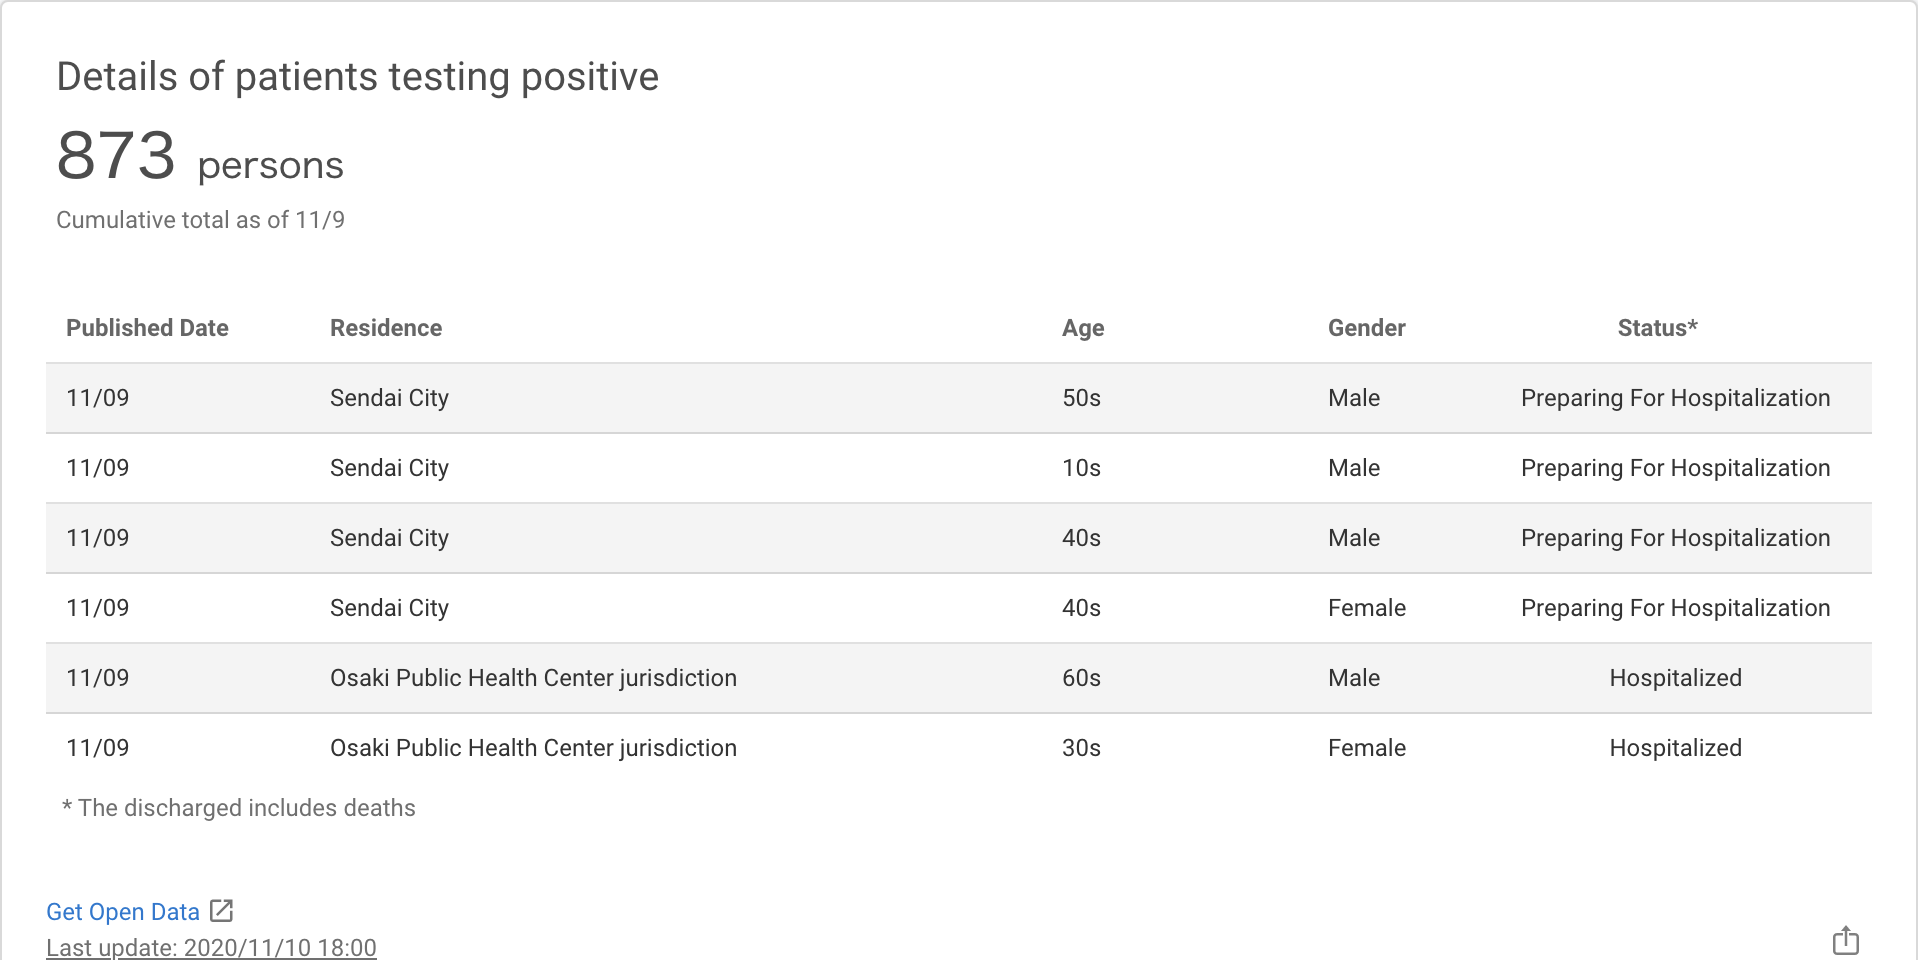 Details of patients testing positive
873 persons
Cumulative total as of 11/9
Published Date Residence Age Gender Status*
11/09 Sendai City 50s Male Preparing For Hospitalization
11/09 Sendai City 10s Male Preparing For Hospitalization
11/09 Sendai City 40s Male Preparing For Hospitalization
11/09 Sendai City 40s Female Preparing For Hospitalization
11/09 Osaki Public Health Center jurisdiction 60s Male Hospitalized
11/09 Osaki Public Health Center jurisdiction 30s Female Hospitalized
* The discharged includes deaths
Get Open Data
Last update: 2020/11/10 18:00